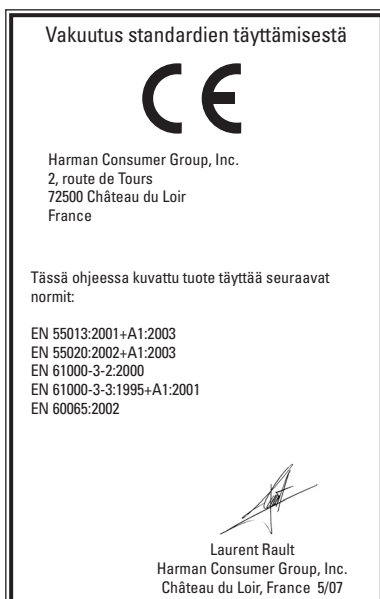 Vakuutus standardien täyttämisestä
CE
Harman Consumer Group, Inc.
2, route de Tours
72500 Château du Loir
France
Tässä ohjeessa kuvattu tuote täyttää seuraavat
normit:
EN 55013:2001+A1:2003
EN 55020:2002+A1:2003
EN 61000-3-2:2000
EN 61000-3-3:1995+A1:2001
EN 60065:2002
Laurent Rault
Harman Consumer Group, Inc.
Château du Loir, France 5/07